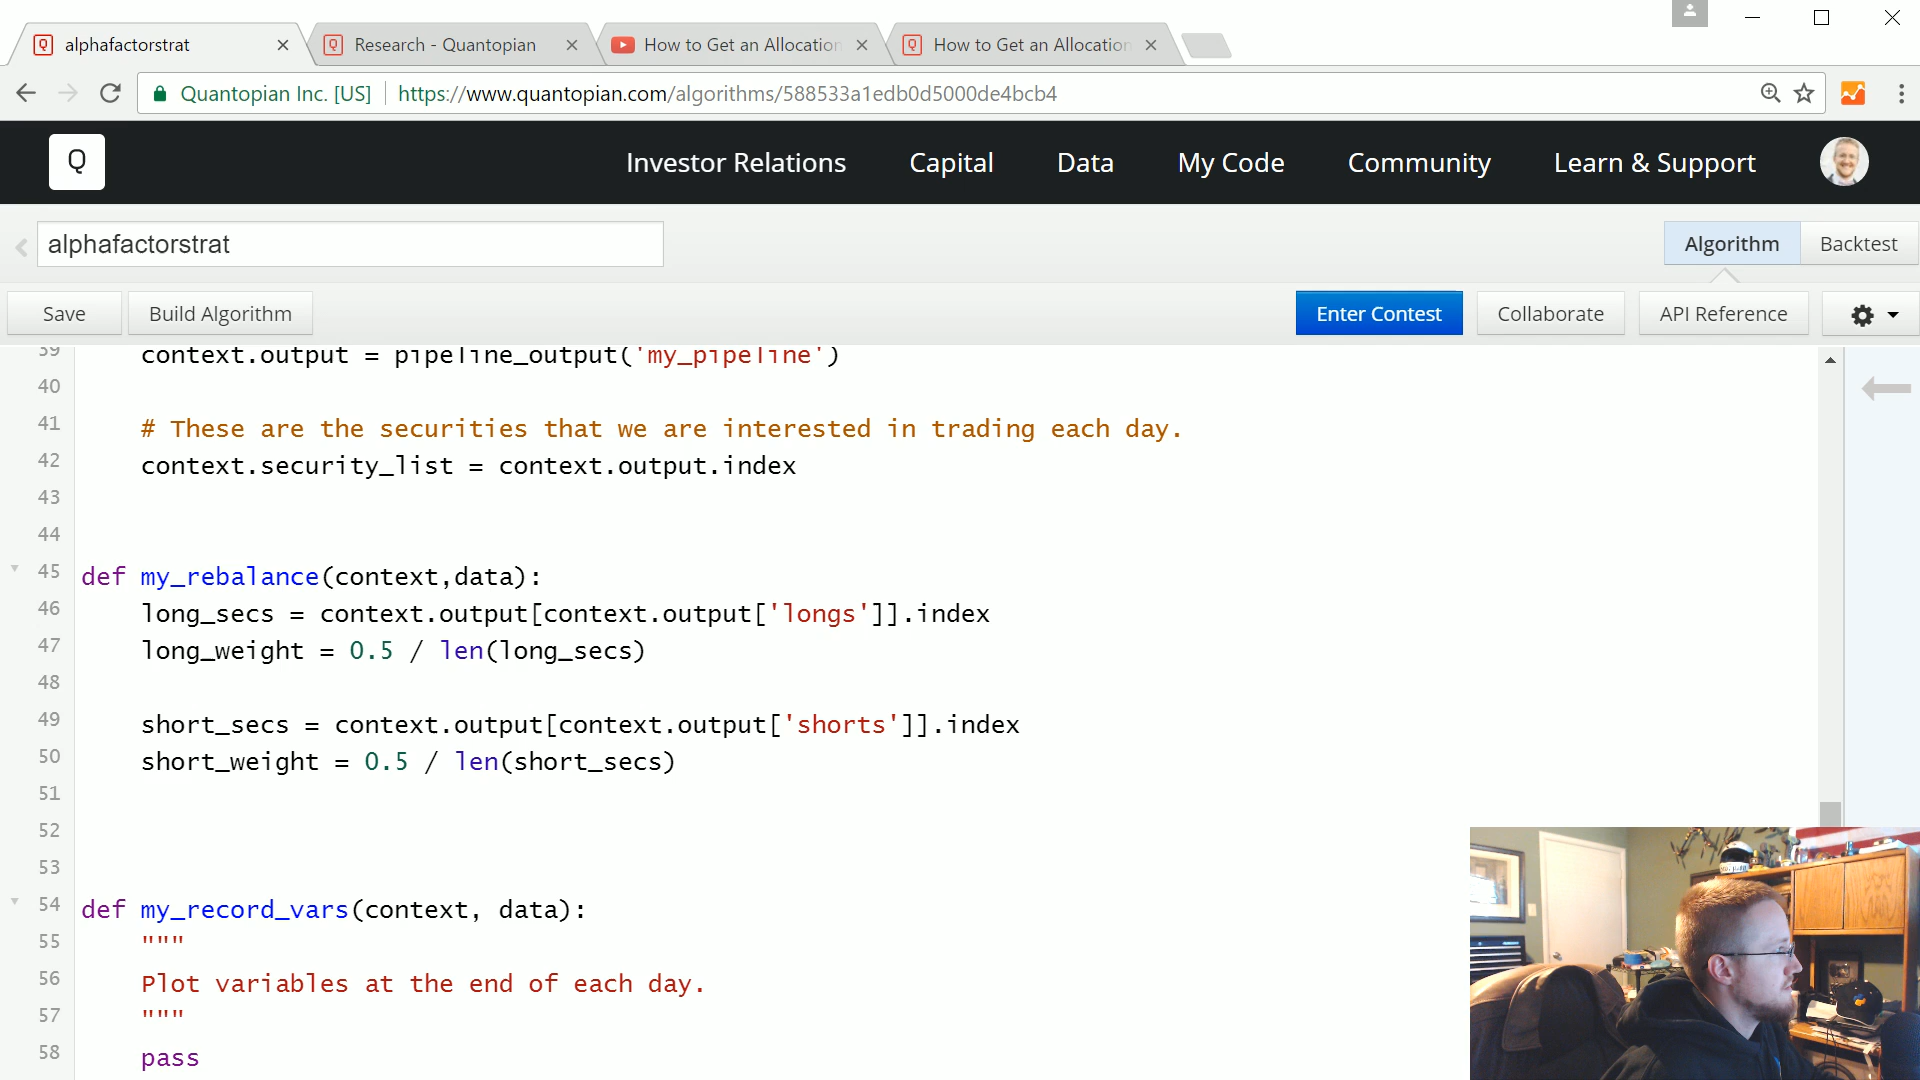 alphafactorstrat
Research - Quantopian
How to Get an Allocation
How to Get an Allocation
Quantopian Inc. [US]
https://www.quantopian.com/algorithms/588533a1edb0d5000de4bcb4
Q
Investor Relations
Capital
Data
My Code
Community
Learn & Support
alphafactorstrat
Algorithm
Backtest
Save
Build Algorithm
Enter Contest
Collaborate
API Reference
39 context.output = pipeline_output('my_pipeline')
40
41 # These are the securities that we are interested in trading each day.
42 context.security_list = context.output.index
43
44
45 def my_rebalance(context,data):
46 long_secs = context.output[context.output['longs']].index
47 long_weight = 0.5 / len(long_secs)
48
49 short_secs = context.output[context.output['shorts']].index
50 short_weight = 0.5 / len(short_secs)
51
52
53
54 def my_record_vars(context, data):
55 """
56 Plot variables at the end of each day.
57 """
58 pass